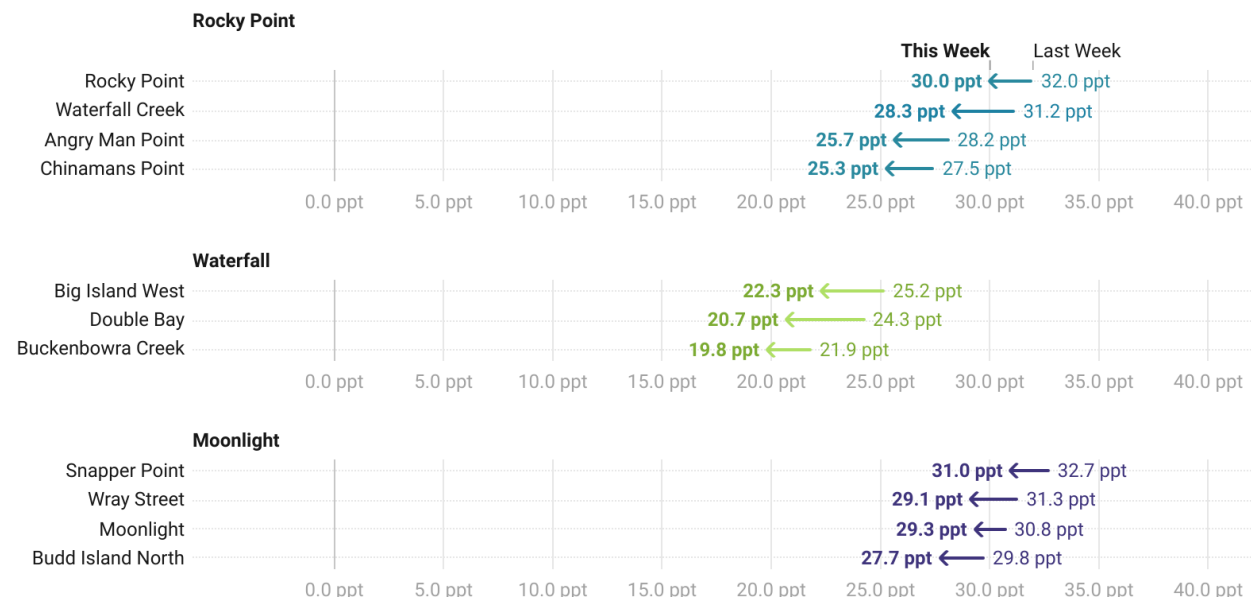 Rocky Point
This Week Last Week
Rocky Point 30.0 ppt 32.0 ppt
Waterfall Creek 28.3 ppt 31.2 ppt
Angry Man Point 25.7 ppt 28.2 ppt
Chinamans Point 25.3 ppt 27.5 ppt
0.0 ppt 5.0 ppt 10.0 ppt 15.0 ppt 20.0 ppt 25.0 ppt 30.0 ppt 35.0 ppt 40.0 ppt
Waterfall
Big Island West 22.3 ppt 25.2 ppt
Double Bay 20.7 ppt 24.3 ppt
Buckenbowra Creek 19.8 ppt 21.9 ppt
0.0 ppt 5.0 ppt 10.0 ppt 15.0 ppt 20.0 ppt 25.0 ppt 30.0 ppt 35.0 ppt 40.0 ppt
Moonlight
Snapper Point 31.0 ppt 32.7 ppt
Wray Street 29.1 ppt 31.3 ppt
Moonlight 29.3 ppt 30.8 ppt
Budd Island North 27.7 ppt 29.8 ppt
0.0 ppt 5.0 ppt 10.0 ppt 15.0 ppt 20.0 ppt 25.0 ppt 30.0 ppt 35.0 ppt 40.0 ppt